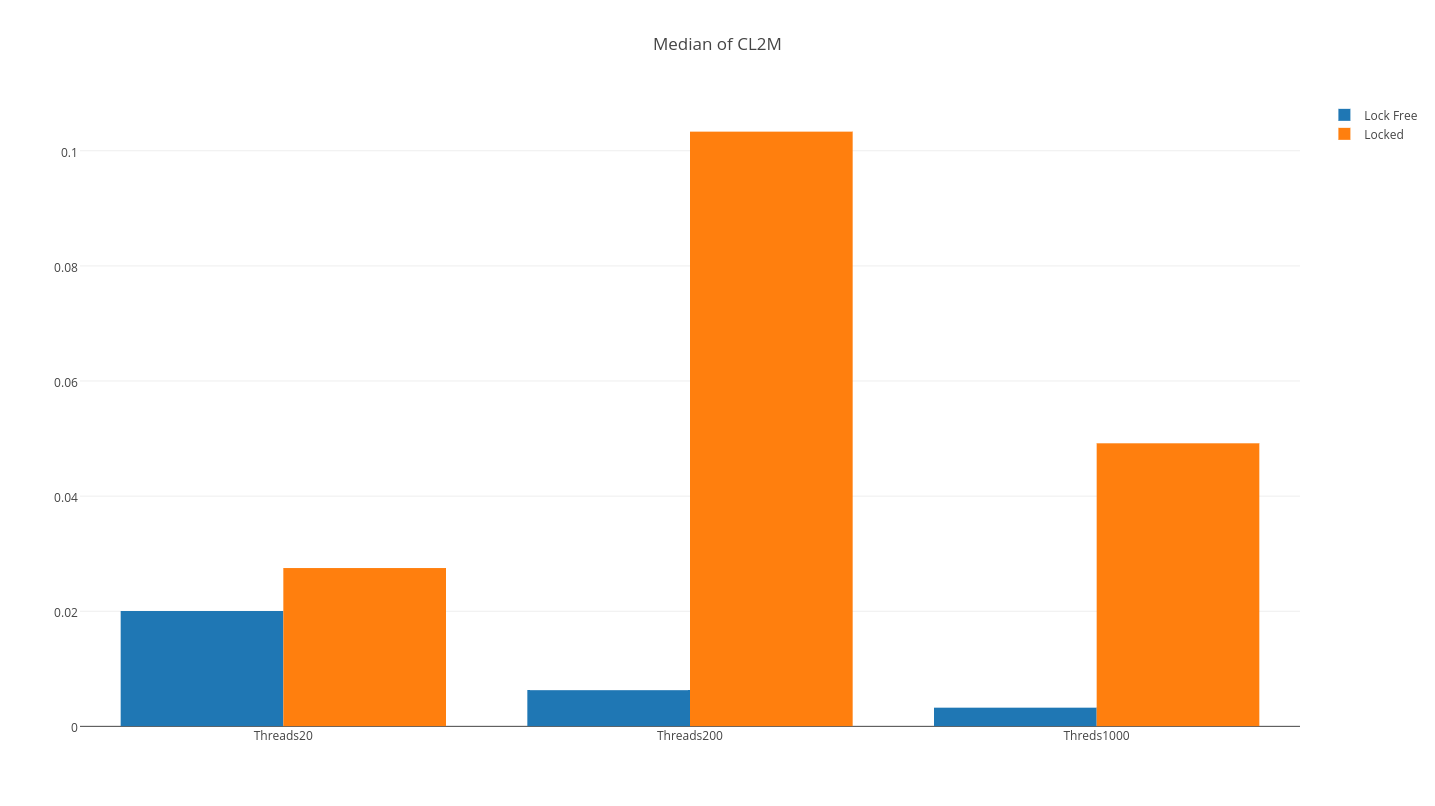 Median of CL2M
Lock Free
Locked
0.1
0.08
0.06
0.04
0.02
0
Threads20
Threads200
Threds1000